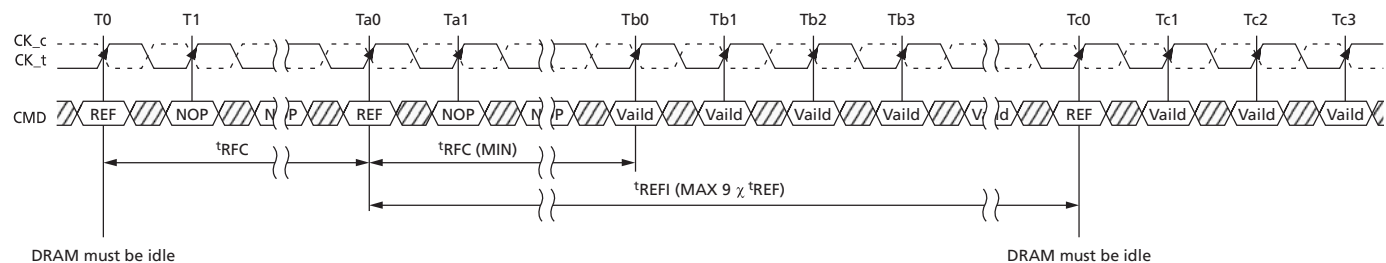 T0 T1 Ta0 Ta1 Tb0 Tb1 Tb2 Tb3 Tc0 Tc1 Tc2 Tc3
CK_c
CK_t
CMD REF NOP N P REF NOP N P Vaild Vaild Vaild Vaild Va d REF Vaild Vaild Vaild
tRFC tRFC (MIN)
tREFI (MAX 9 χ tREF)
DRAM must be idle DRAM must be idle